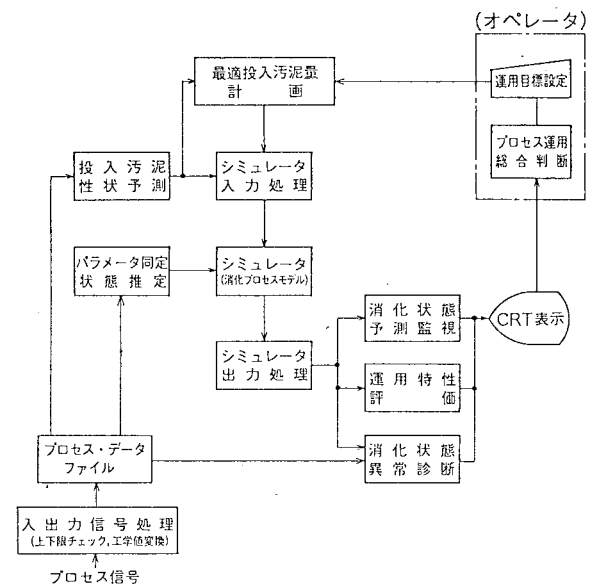 (オペレータ)
最適投入汚泥量
計画
運用目標設定
プロセス運用
総合判断
投入汚泥
性状予測
シミュレータ
入力処理
パラメータ同定
状態推定
シミュレータ
(消化プロセスモデル)
消化状態
予測監視
CRT表示
シミュレータ
出力処理
運用特性
評価
プロセス・データ
ファイル
消化状態
異常診断
入出力信号処理
(上下限チェック,工学値変換)
プロセス信号